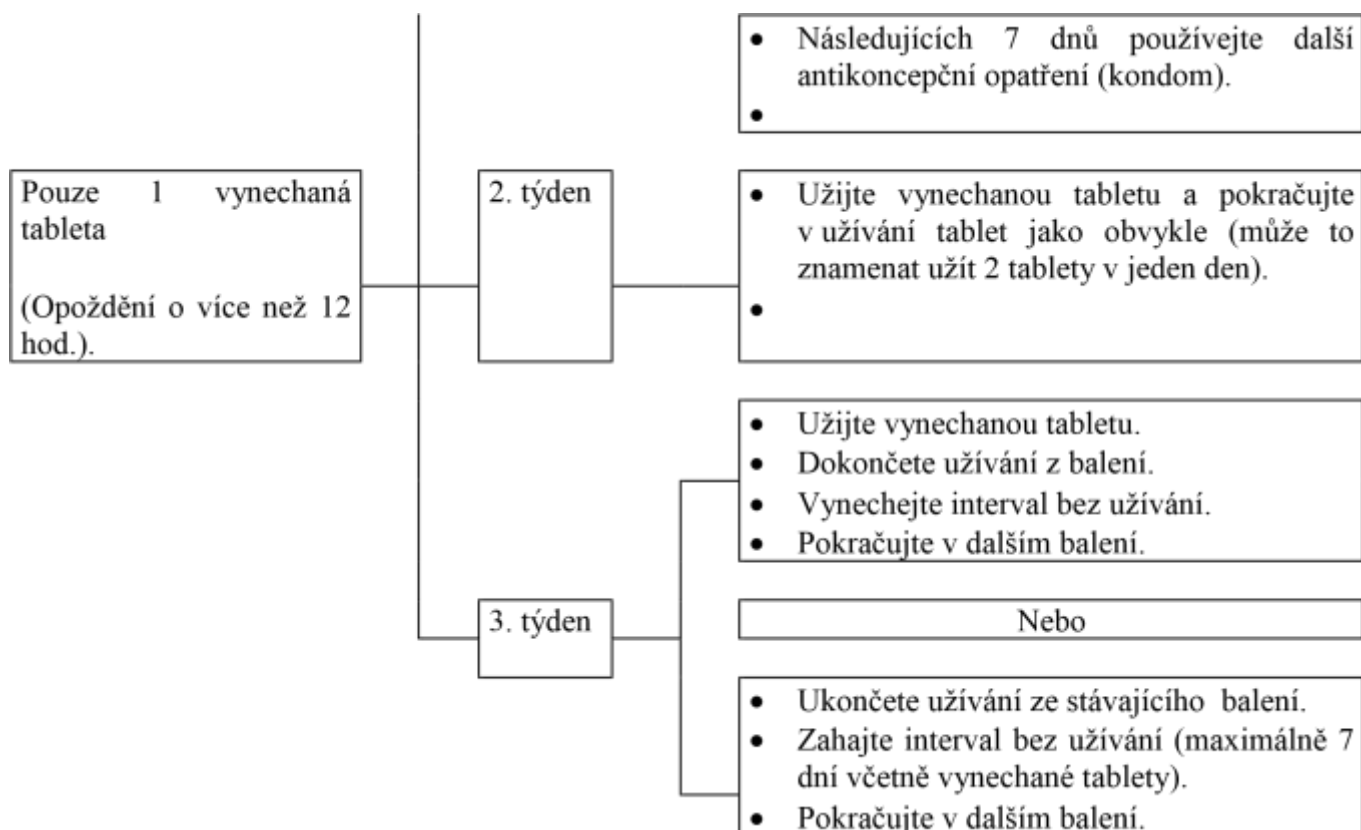 • Následujících 7 dnů používejte další
antikoncepční opatření (kondom).
•
Pouze 1 vynechaná
tableta
(Opoždění o více než 12
hod.).
2. týden
• Užijte vynechanou tabletu a pokračujte
v užívání tablet jako obvykle (může to
znamenat užít 2 tablety v jeden den).
•
• Užijte vynechanou tabletu.
• Dokončete užívání z balení.
• Vynechejte interval bez užívání.
• Pokračujte v dalším balení.
3. týden
Nebo
• Ukončete užívání ze stávajícího balení.
• Zahajte interval bez užívání (maximálně 7
dní včetně vynechané tablety).
• Pokračujte v dalším balení.